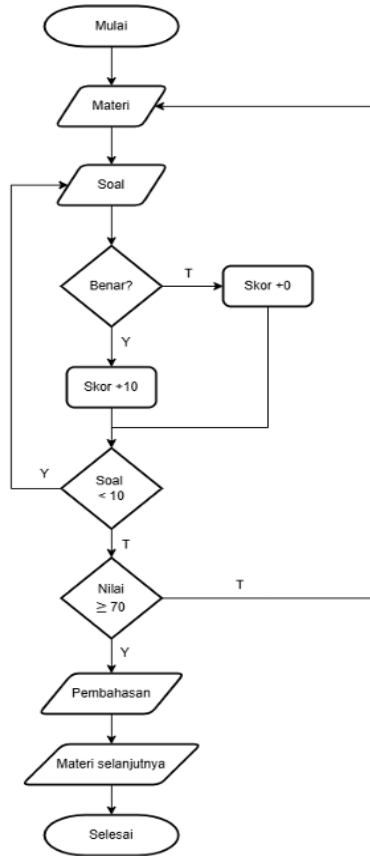 Mulai
Materi
Soal
Benar?
T
Skor +0
Y
Skor +10
Y
Soal
< 10
T
Nilai
≥ 70
T
Y
Pembahasan
Materi selanjutnya
Selesai